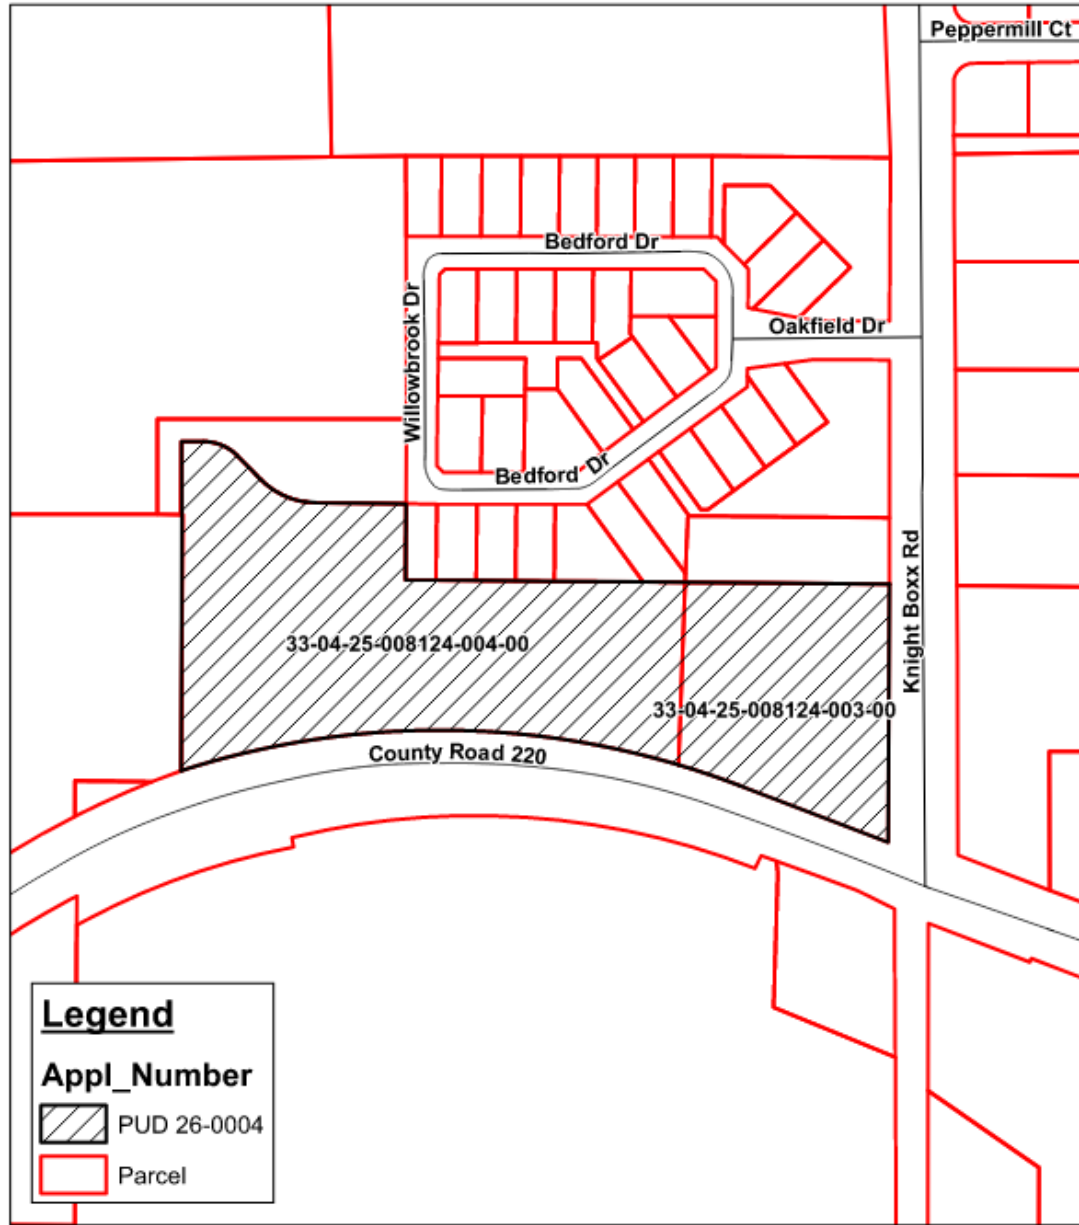 Peppermill Ct
Bedford Dr
Willowbrook Dr
Oakfield Dr
Bedford Dr
Knight Boxx Rd
33-04-25-008124-004-00
33-04-25-008124-003-00
County Road 220
Legend
Appl_Number
PUD 26-0004
Parcel